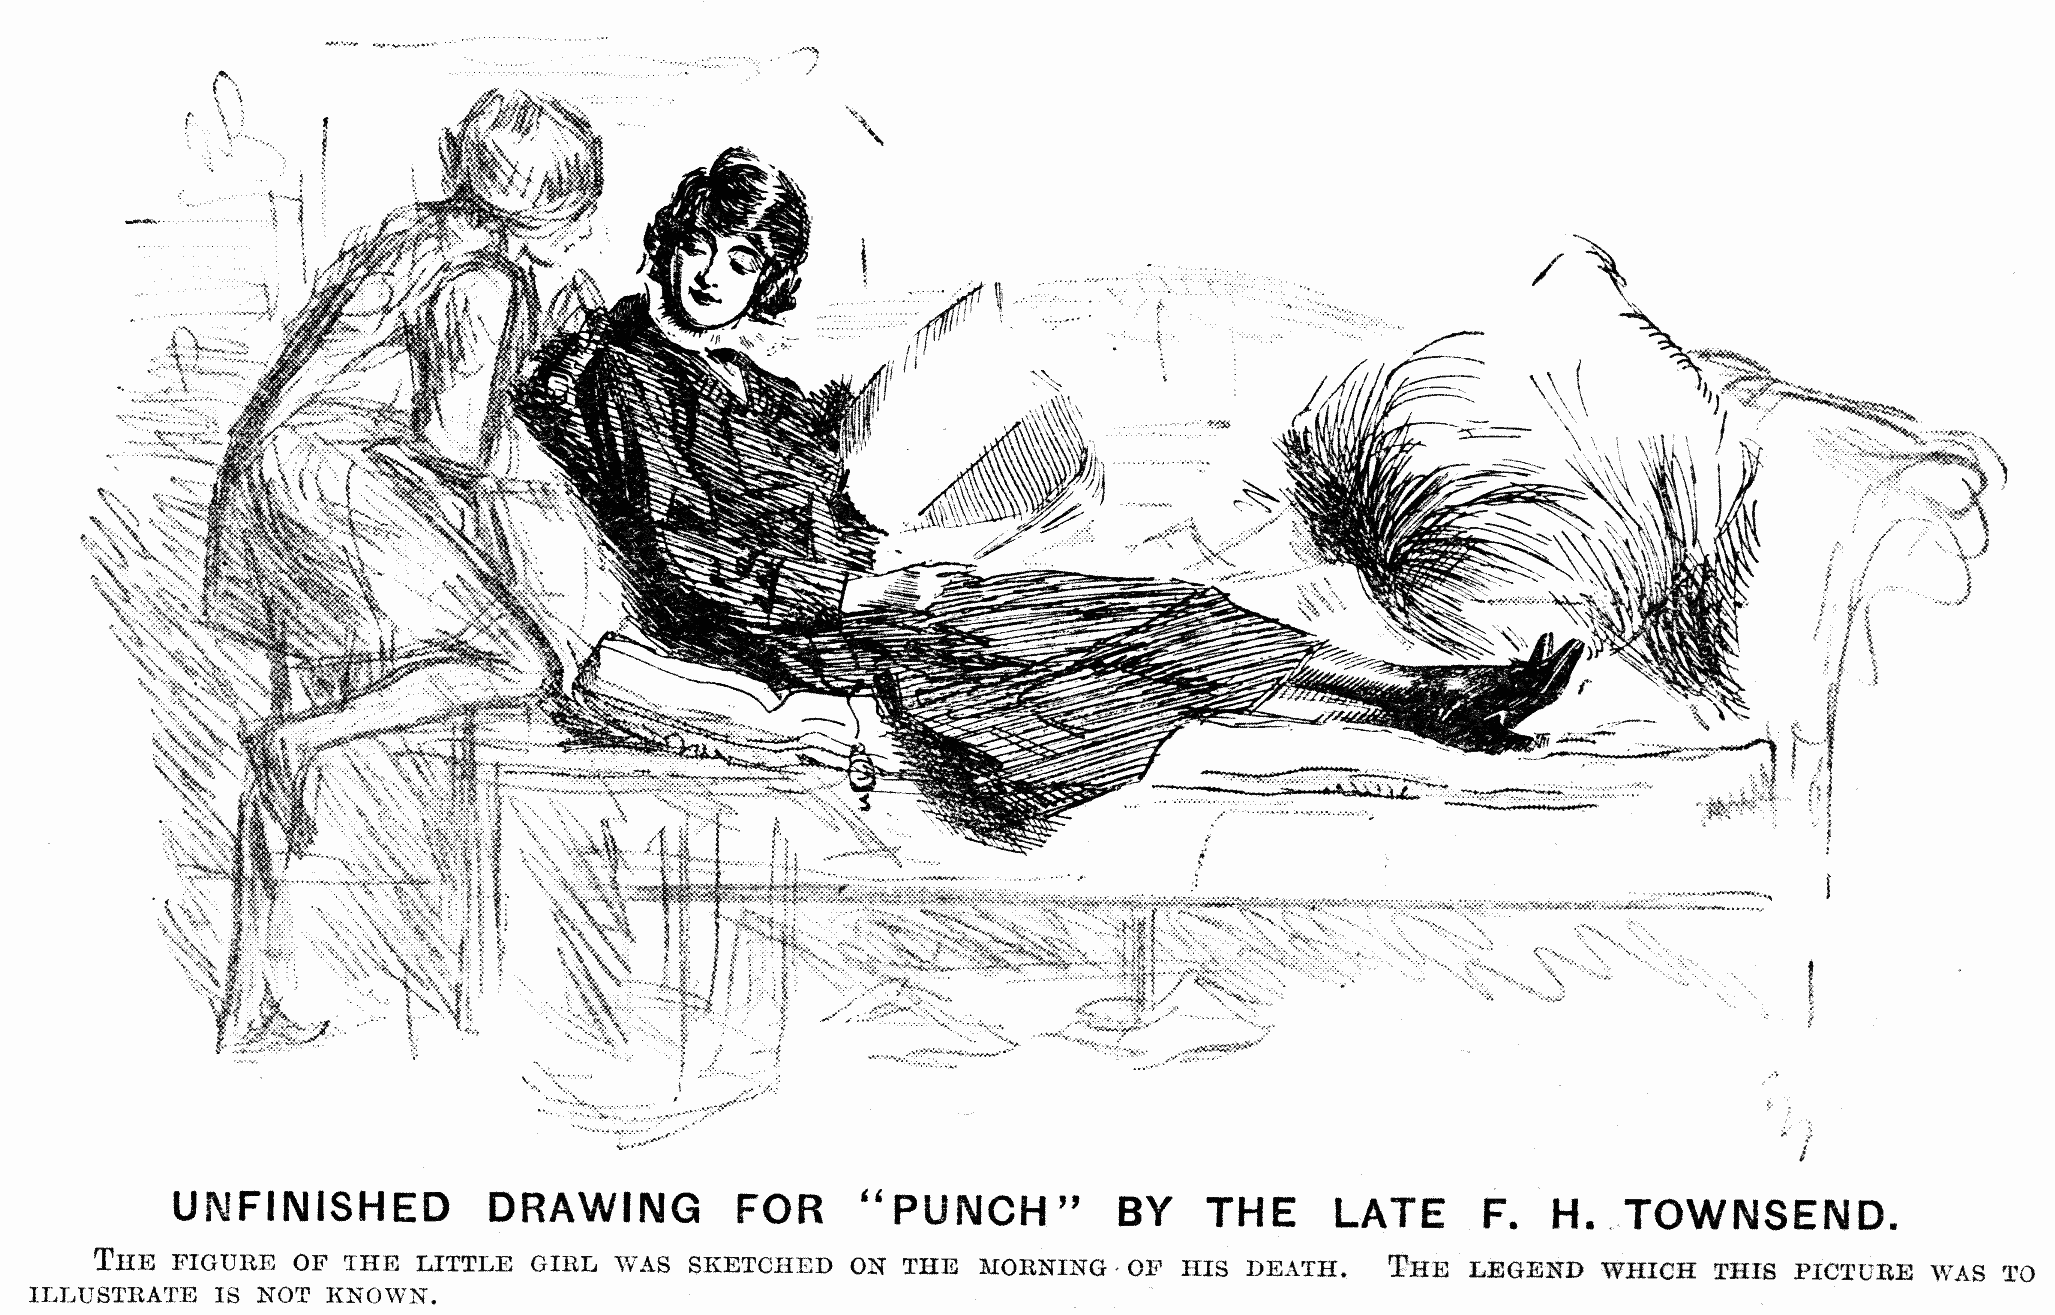 UNFINISHED DRAWING FOR "PUNCH" BY THE LATE F. H. TOWNSEND.
THE FIGURE OF THE LITTLE GIRL WAS SKETCHED ON THE MORNING OF HIS DEATH. THE LEGEND WHICH THIS PICTURE WAS TO
ILLUSTRATE IS NOT KNOWN.